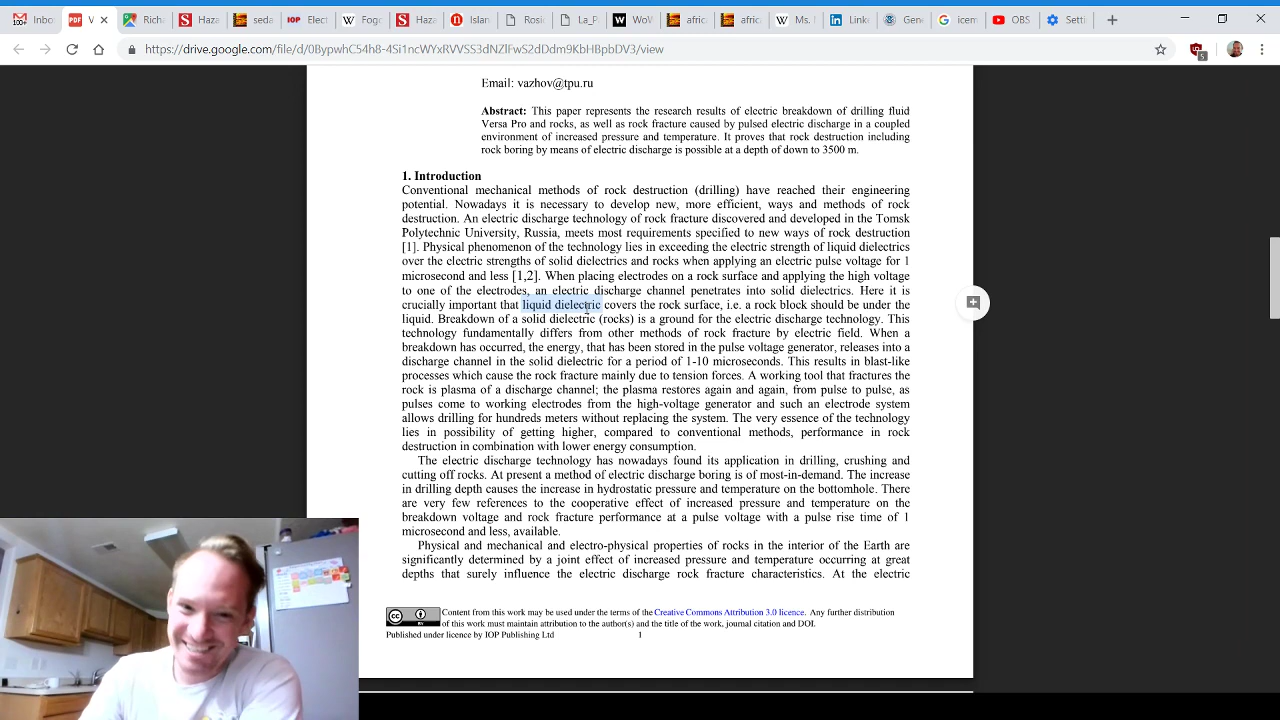 Inbo
V
Richa
Haza
seda
IOP Elect
Fog
Haza
Islan
Rosie
La_P
WoW
africa
africa
Ms. I
Linke
Gene
icem
OBS
Setti
https://drive.google.com/file/d/0BypwhC54h8-4Si1ncWYxRVVSS3dNZlFwS2dDdm9KbHBpbDV3/view
5
Email: vazhov@tpu.ru
Abstract: This paper represents the research results of electric breakdown of drilling fluid
Versa Pro and rocks, as well as rock fracture caused by pulsed electric discharge in a coupled
environment of increased pressure and temperature. It proves that rock destruction including
rock boring by means of electric discharge is possible at a depth of down to 3500 m.
1. Introduction
Conventional mechanical methods of rock destruction (drilling) have reached their engineering
potential. Nowadays it is necessary to develop new, more efficient, ways and methods of rock
destruction. An electric discharge technology of rock fracture discovered and developed in the Tomsk
Polytechnic University, Russia, meets most requirements specified to new ways of rock destruction
[1]. Physical phenomenon of the technology lies in exceeding the electric strength of liquid dielectrics
over the electric strengths of solid dielectrics and rocks when applying an electric pulse voltage for 1
microsecond and less [1,2]. When placing electrodes on a rock surface and applying the high voltage
to one of the electrodes, an electric discharge channel penetrates into solid dielectrics. Here it is
crucially important that liquid dielectric covers the rock surface, i.e. a rock block should be under the
liquid. Breakdown of a solid dielectric (rocks) is a ground for the electric discharge technology. This
technology fundamentally differs from other methods of rock fracture by electric field. When a
breakdown has occurred, the energy, that has been stored in the pulse voltage generator, releases into a
discharge channel in the solid dielectric for a period of 1-10 microseconds. This results in blast-like
processes which cause the rock fracture mainly due to tension forces. A working tool that fractures the
rock is plasma of a discharge channel; the plasma restores again and again, from pulse to pulse, as
pulses come to working electrodes from the high-voltage generator and such an electrode system
allows drilling for hundreds meters without replacing the system. The very essence of the technology
lies in possibility of getting higher, compared to conventional methods, performance in rock
destruction in combination with lower energy consumption.
The electric discharge technology has nowadays found its application in drilling, crushing and
cutting off rocks. At present a method of electric discharge boring is of most-in-demand. The increase
in drilling depth causes the increase in hydrostatic pressure and temperature on the bottomhole. There
are very few references to the cooperative effect of increased pressure and temperature on the
breakdown voltage and rock fracture performance at a pulse voltage with a pulse rise time of 1
microsecond and less, available.
Physical and mechanical and electro-physical properties of rocks in the interior of the Earth are
significantly determined by a joint effect of increased pressure and temperature occurring at great
depths that surely influence the electric discharge rock fracture characteristics. At the electric
Content from this work may be used under the terms of the Creative Commons Attribution 3.0 licence. Any further distribution
of this work must maintain attribution to the author(s) and the title of the work, journal citation and DOI.
Published under licence by IOP Publishing Ltd 1